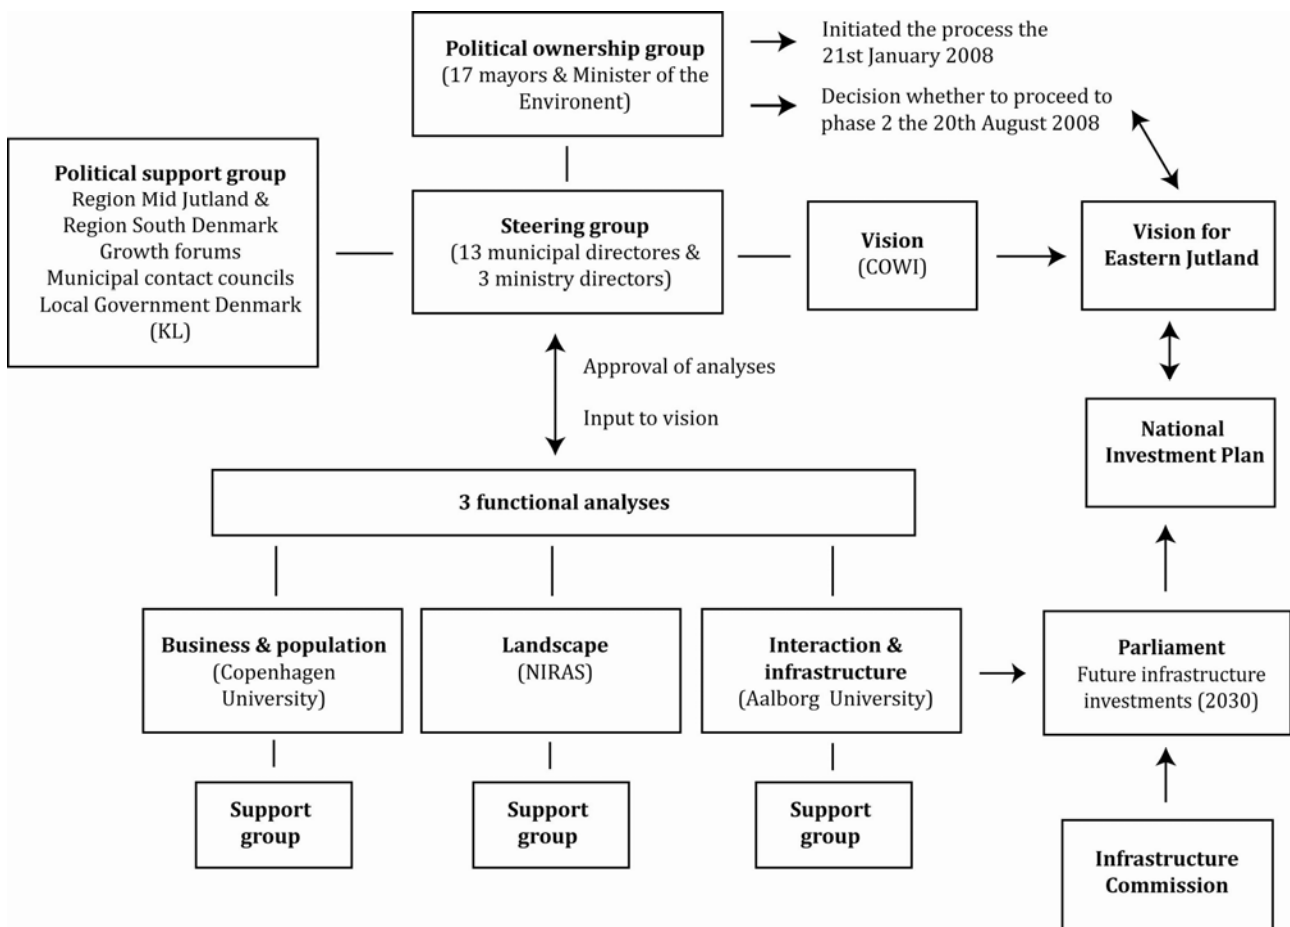 Political ownership group
(17 mayors & Minister of the
Environent)
Initiated the process the
21st January 2008
Decision whether to proceed to
phase 2 the 20th August 2008
Political support group
Region Mid Jutland &
Region South Denmark
Growth forums
Municipal contact councils
Local Government Denmark
(KL)
Steering group
(13 municipal directores &
3 ministry directors)
Vision
(COWI)
Vision for
Eastern Jutland
Approval of analyses
Input to vision
National
Investment Plan
3 functional analyses
Business & population
(Copenhagen
University)
Landscape
(NIRAS)
Interaction &
infrastructure
(Aalborg University)
Parliament
Future infrastructure
investments (2030)
Support
group
Support
group
Support
group
Infrastructure
Commission